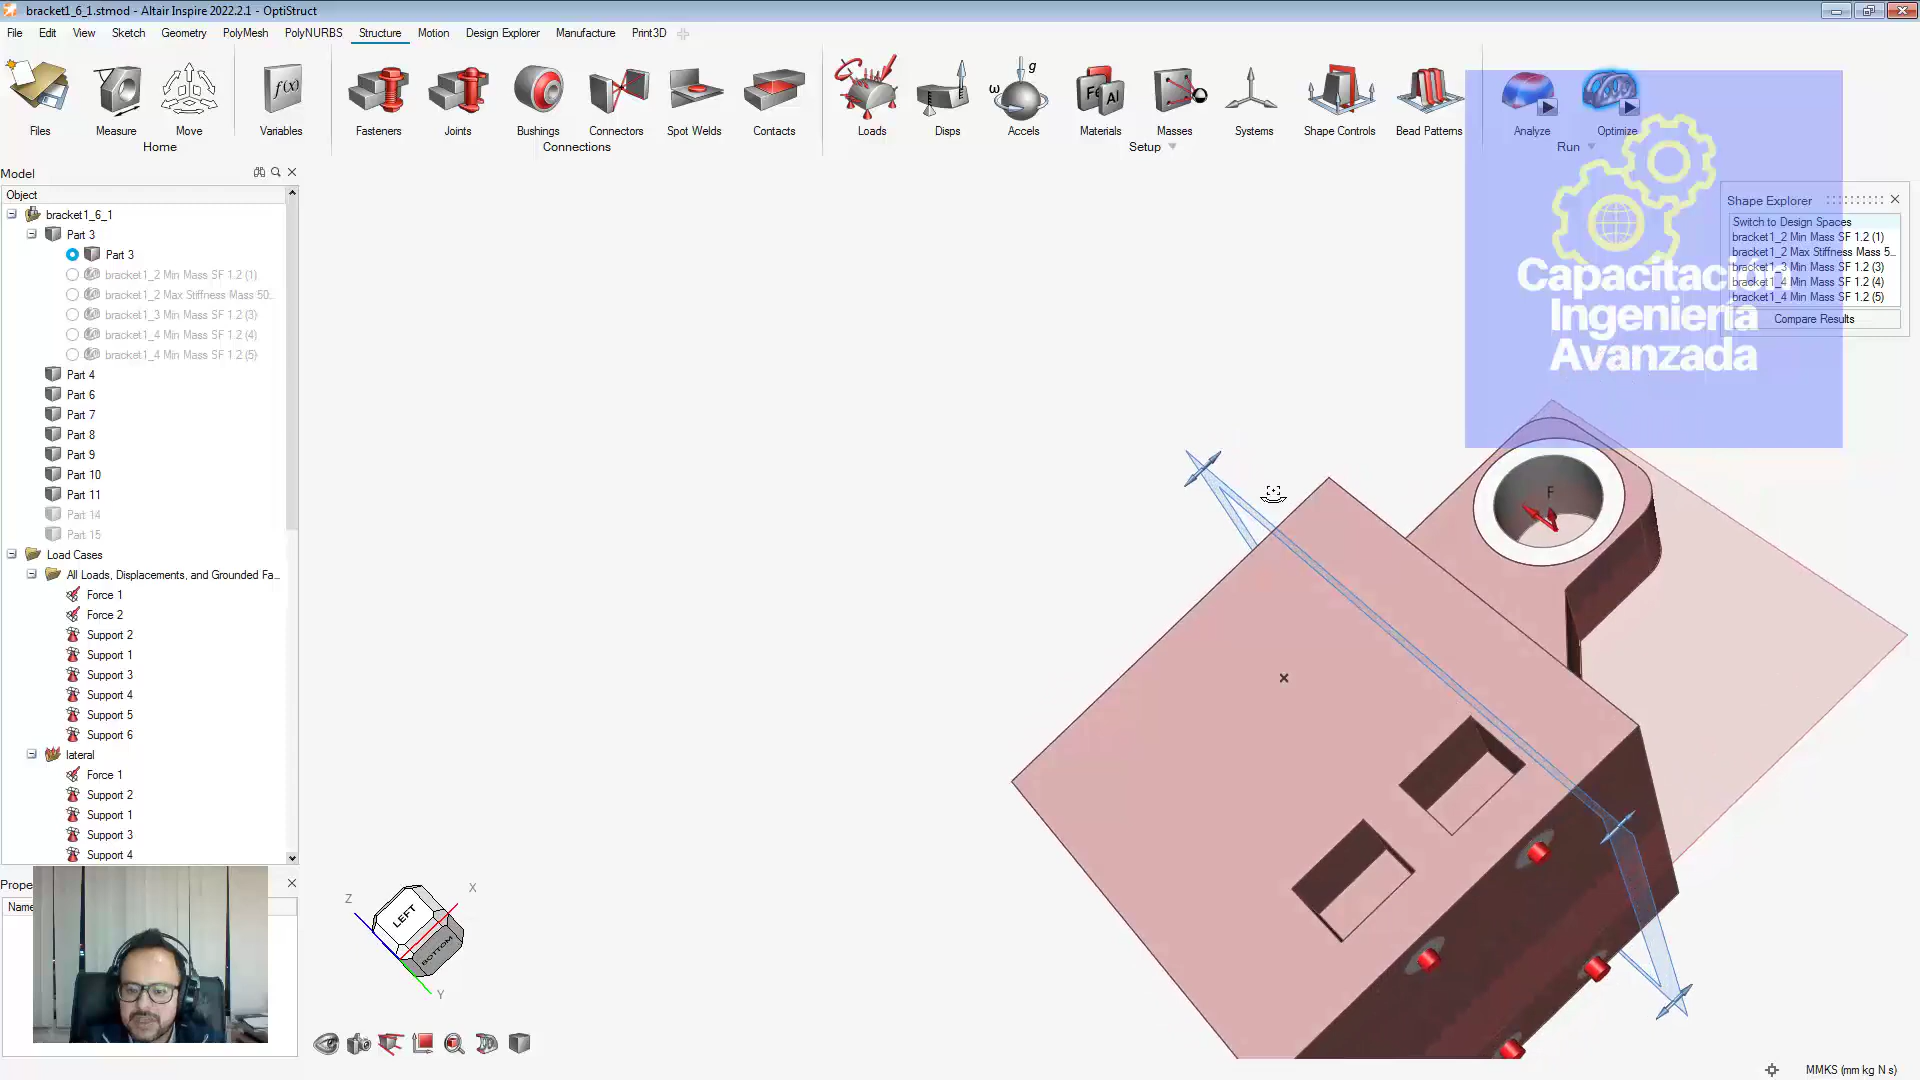 bracket1_6_1.stmod - Altair Inspire 2022.2.1 - OptiStruct
File Edit View Sketch Geometry PolyMesh PolyNURBS Structure Motion Design Explorer Manufacture Print3D
Files Measure Move Variables Fasteners Joints Bushings Connectors Spot Welds Contacts Loads Disps Accels Materials Masses Systems Shape Controls Bead Patterns Analyze Optimize
Home Connections Setup Run
f(x)
g
ω
Fe
Al
Model
Object
bracket1_6_1
Part 3
Part 3
bracket1_2 Min Mass SF 1.2 (1)
bracket1_2 Max Stiffness Mass 50...
bracket1_3 Min Mass SF 1.2 (3)
bracket1_4 Min Mass SF 1.2 (4)
bracket1_4 Min Mass SF 1.2 (5)
Part 4
Part 6
Part 7
Part 8
Part 9
Part 10
Part 11
Part 14
Part 15
Load Cases
All Loads, Displacements, and Grounded Fa...
Force 1
Force 2
Support 2
Support 1
Support 3
Support 4
Support 5
Support 6
lateral
Force 1
Support 2
Support 1
Support 3
Support 4
Shape Explorer
Switch to Design Spaces
bracket1_2 Min Mass SF 1.2 (1)
bracket1_2 Max Stiffness Mass 5...
bracket1_3 Min Mass SF 1.2 (3)
bracket1_4 Min Mass SF 1.2 (4)
bracket1_4 Min Mass SF 1.2 (5)
Compare Results
Capacitación
Ingeniería
Avanzada
F
Z
X
LEFT
BOTTOM
Y
MMKS (mm kg N s)